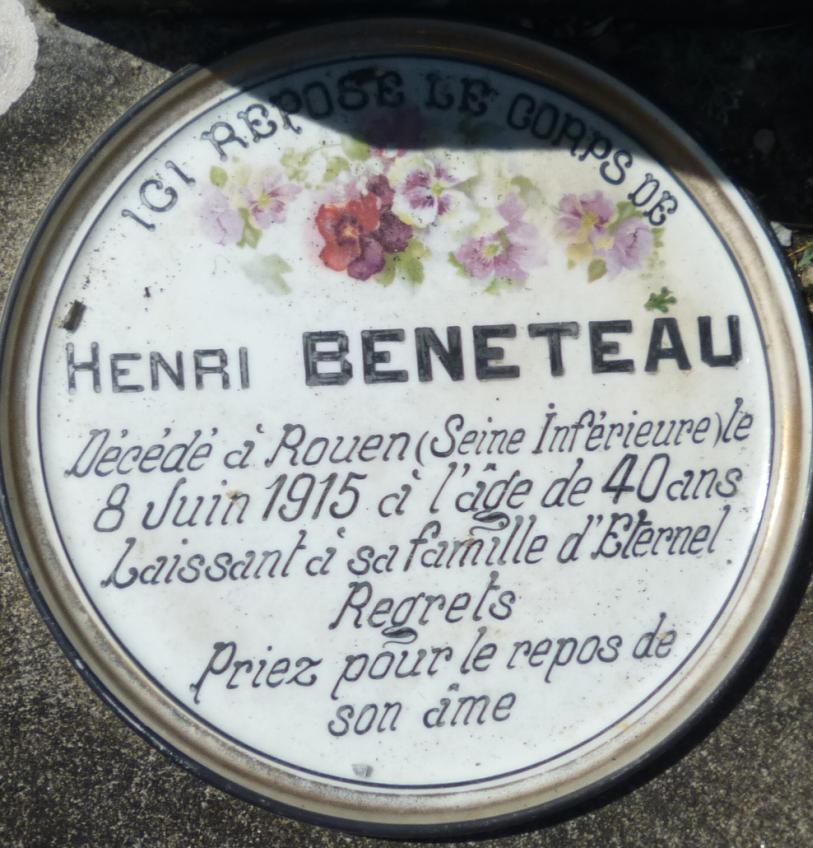 ICI REPOSE LE CORPS DE
HENRI BENETEAU
Décédé à Rouen (Seine Inférieure) le
8 Juin 1915 à l'âge de 40 ans
Laissant à sa famille d'Eternel
Regrets
Priez pour le repos de
son âme